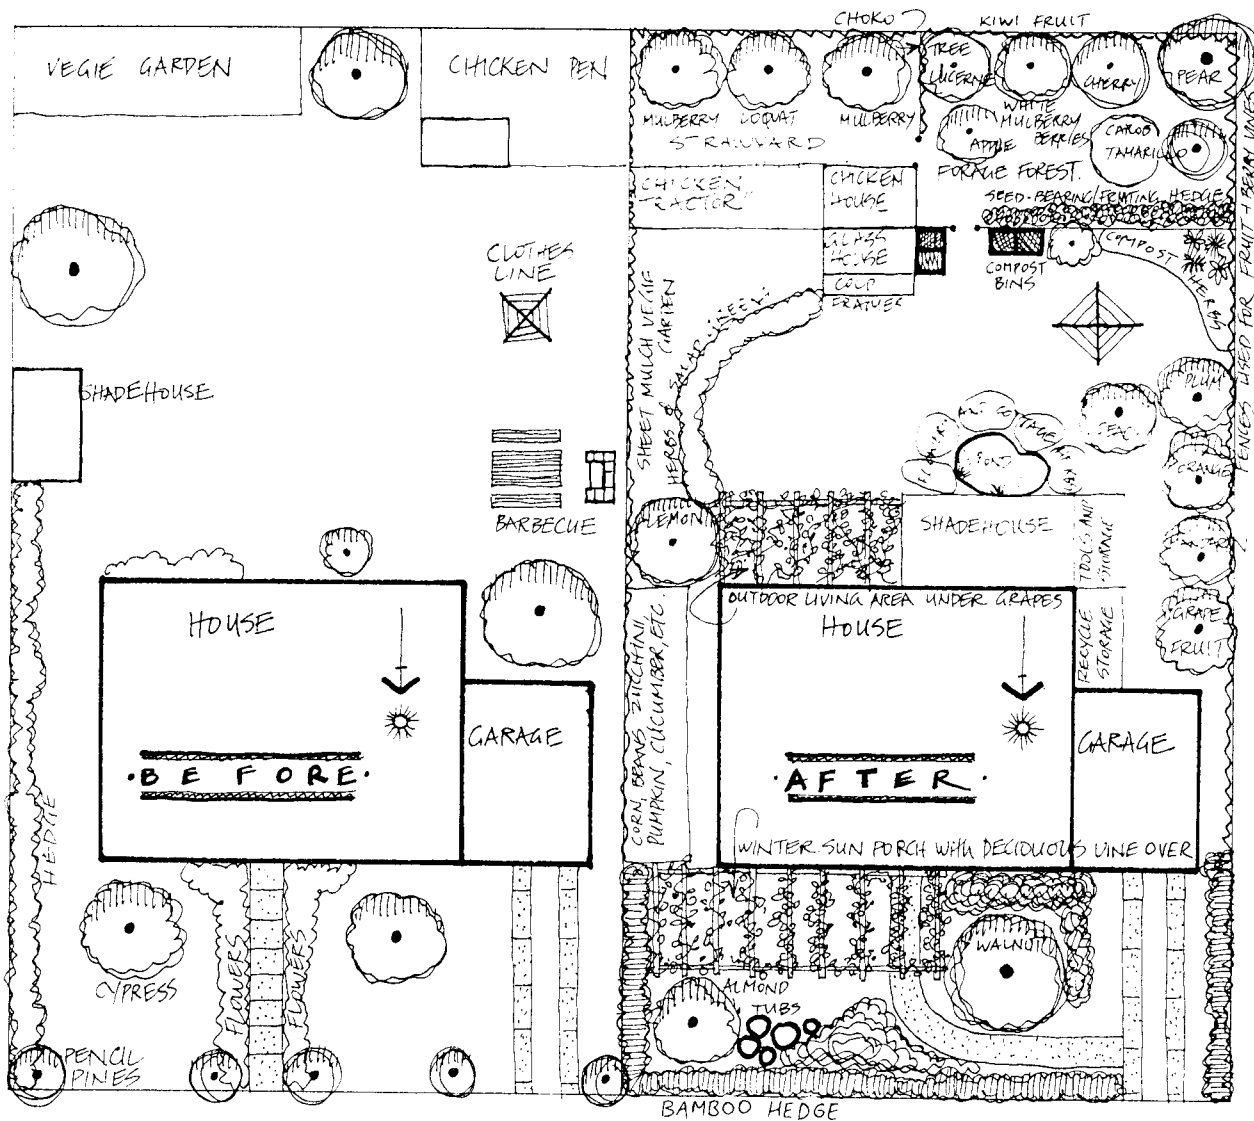 VEGIE GARDEN
CHICKEN PEN
CLOTHES
LINE
SHADEHOUSE
BARBECUE
HOUSE
GARAGE
BEFORE
HEDGE
CYPRESS
FLOWERS
FLOWERS
PENCIL
PINES
CHOKO
KIWI FRUIT
TREE
LUCERNE
CHERRY
PEAR
MULBERRY
LOQUAT
MULBERRY
WHITE
MULBERRY
BERRIES
APPLE
CAROB
TAMARILLO
STRAWYARD
FORAGE FOREST.
SEED-BEARING/FRUITING HEDGE
CHICKEN
"TRACTOR"
CHICKEN
HOUSE
GLASS
HOUSE
COLD
COMPOST
BINS
COMPOST
HERBS
FENCES USED FOR FRUIT & BERRY VINES
SHEET MULCH VEGIE
GARDEN
HERBS & SALAD GREENS
PLUM
PEACH
ORANGE
POND
LEMON
SHADEHOUSE
TOOLS AND
STORAGE
GRAPE
FRUIT
OUTDOOR LIVING AREA UNDER GRAPES
HOUSE
RECYCLE
STORAGE
CORN, BEANS ZUCCHINI,
PUMPKIN, CUCUMBER, ETC.
GARAGE
AFTER
WINTER SUN PORCH WITH DECIDUOUS VINE OVER
WALNUT
ALMOND
TUBS
BAMBOO HEDGE